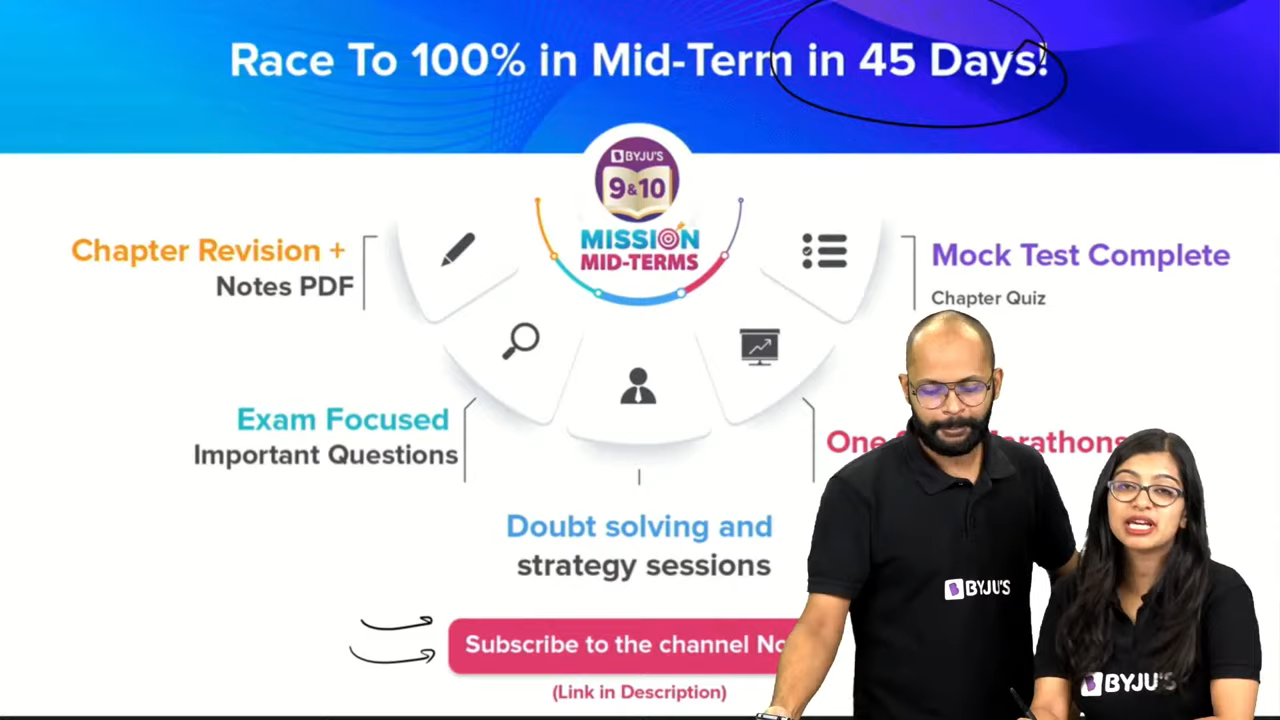 Race To 100% in Mid-Term in 45 Days!
BYJU'S
9&10
MISSION
MID-TERMS
Chapter Revision +
Notes PDF
Mock Test Complete
Chapter Quiz
Exam Focused
Important Questions
One
Doubt solving and
strategy sessions
Subscribe to the channel
(Link in Description)
BYJU'S
BYJU'S